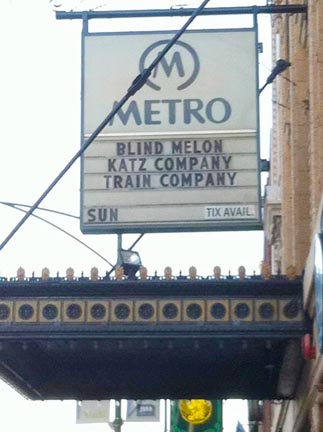 M
METRO
BLIND MELON
KATZ COMPANY
TRAIN COMPANY
SUN TIX AVAIL.